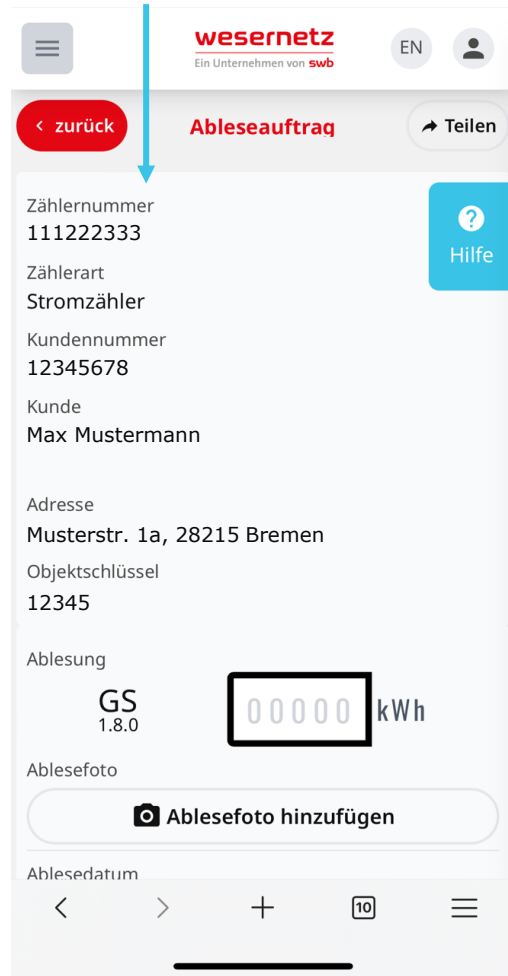 wesernetz
Ein Unternehmen von swb
EN
zurück
Ableseauftrag
Teilen
Zählernummer
111222333
Hilfe
Zählerart
Stromzähler
Kundennummer
12345678
Kunde
Max Mustermann
Adresse
Musterstr. 1a, 28215 Bremen
Objektschlüssel
12345
Ablesung
GS
1.8.0
00000 kWh
Ablesefoto
Ablesefoto hinzufügen
Ablesedatum
10